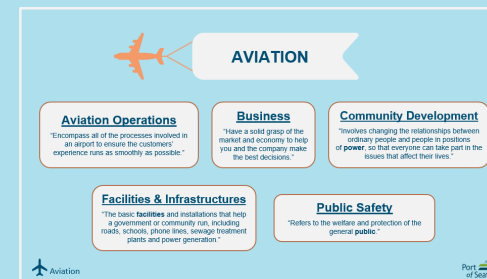 AVIATION
Aviation Operations
"Encompass all of the processes involved in
an airport to ensure the customers'
experience runs as smoothly as possible."
Business
"Have a solid grasp of the
market and economy to help
you and the company make
the best decisions."
Community Development
"Involves changing the relationships between
ordinary people and people in positions
of power, so that everyone can take part in the
issues that affect their lives."
Facilities & Infrastructures
"The basic facilities and installations that help
a government or community run, including
roads, schools, phone lines, sewage treatment
plants and power generation."
Public Safety
"Refers to the welfare and protection of the
general public."
Aviation
Port
of